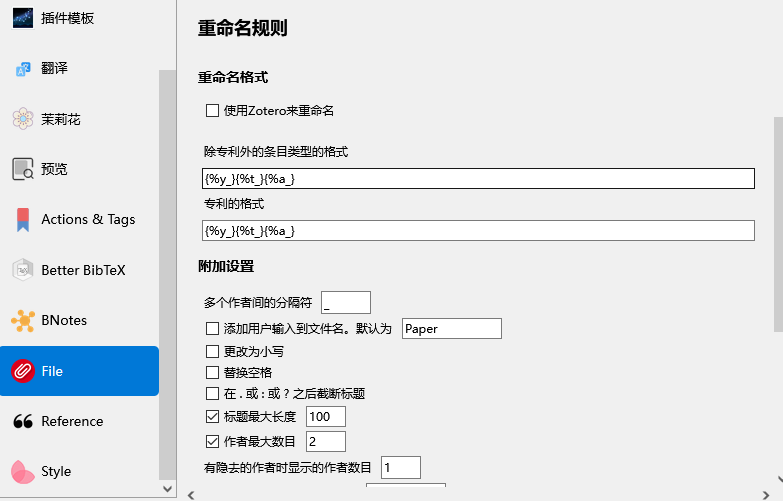 插件模板
翻译
茉莉花
预览
Actions & Tags
Better BibTeX
BNotes
File
Reference
Style
重命名规则
重命名格式
使用Zotero来重命名
除专利外的条目类型的格式
{%y_}{%t_}{%a_}
专利的格式
{%y_}{%t_}{%a_}
附加设置
多个作者间的分隔符 _
添加用户输入到文件名。默认为 Paper
更改为小写
替换空格
在 . 或 : 或 ? 之后截断标题
标题最大长度 100
作者最大数目 2
有隐去的作者时显示的作者数目 1